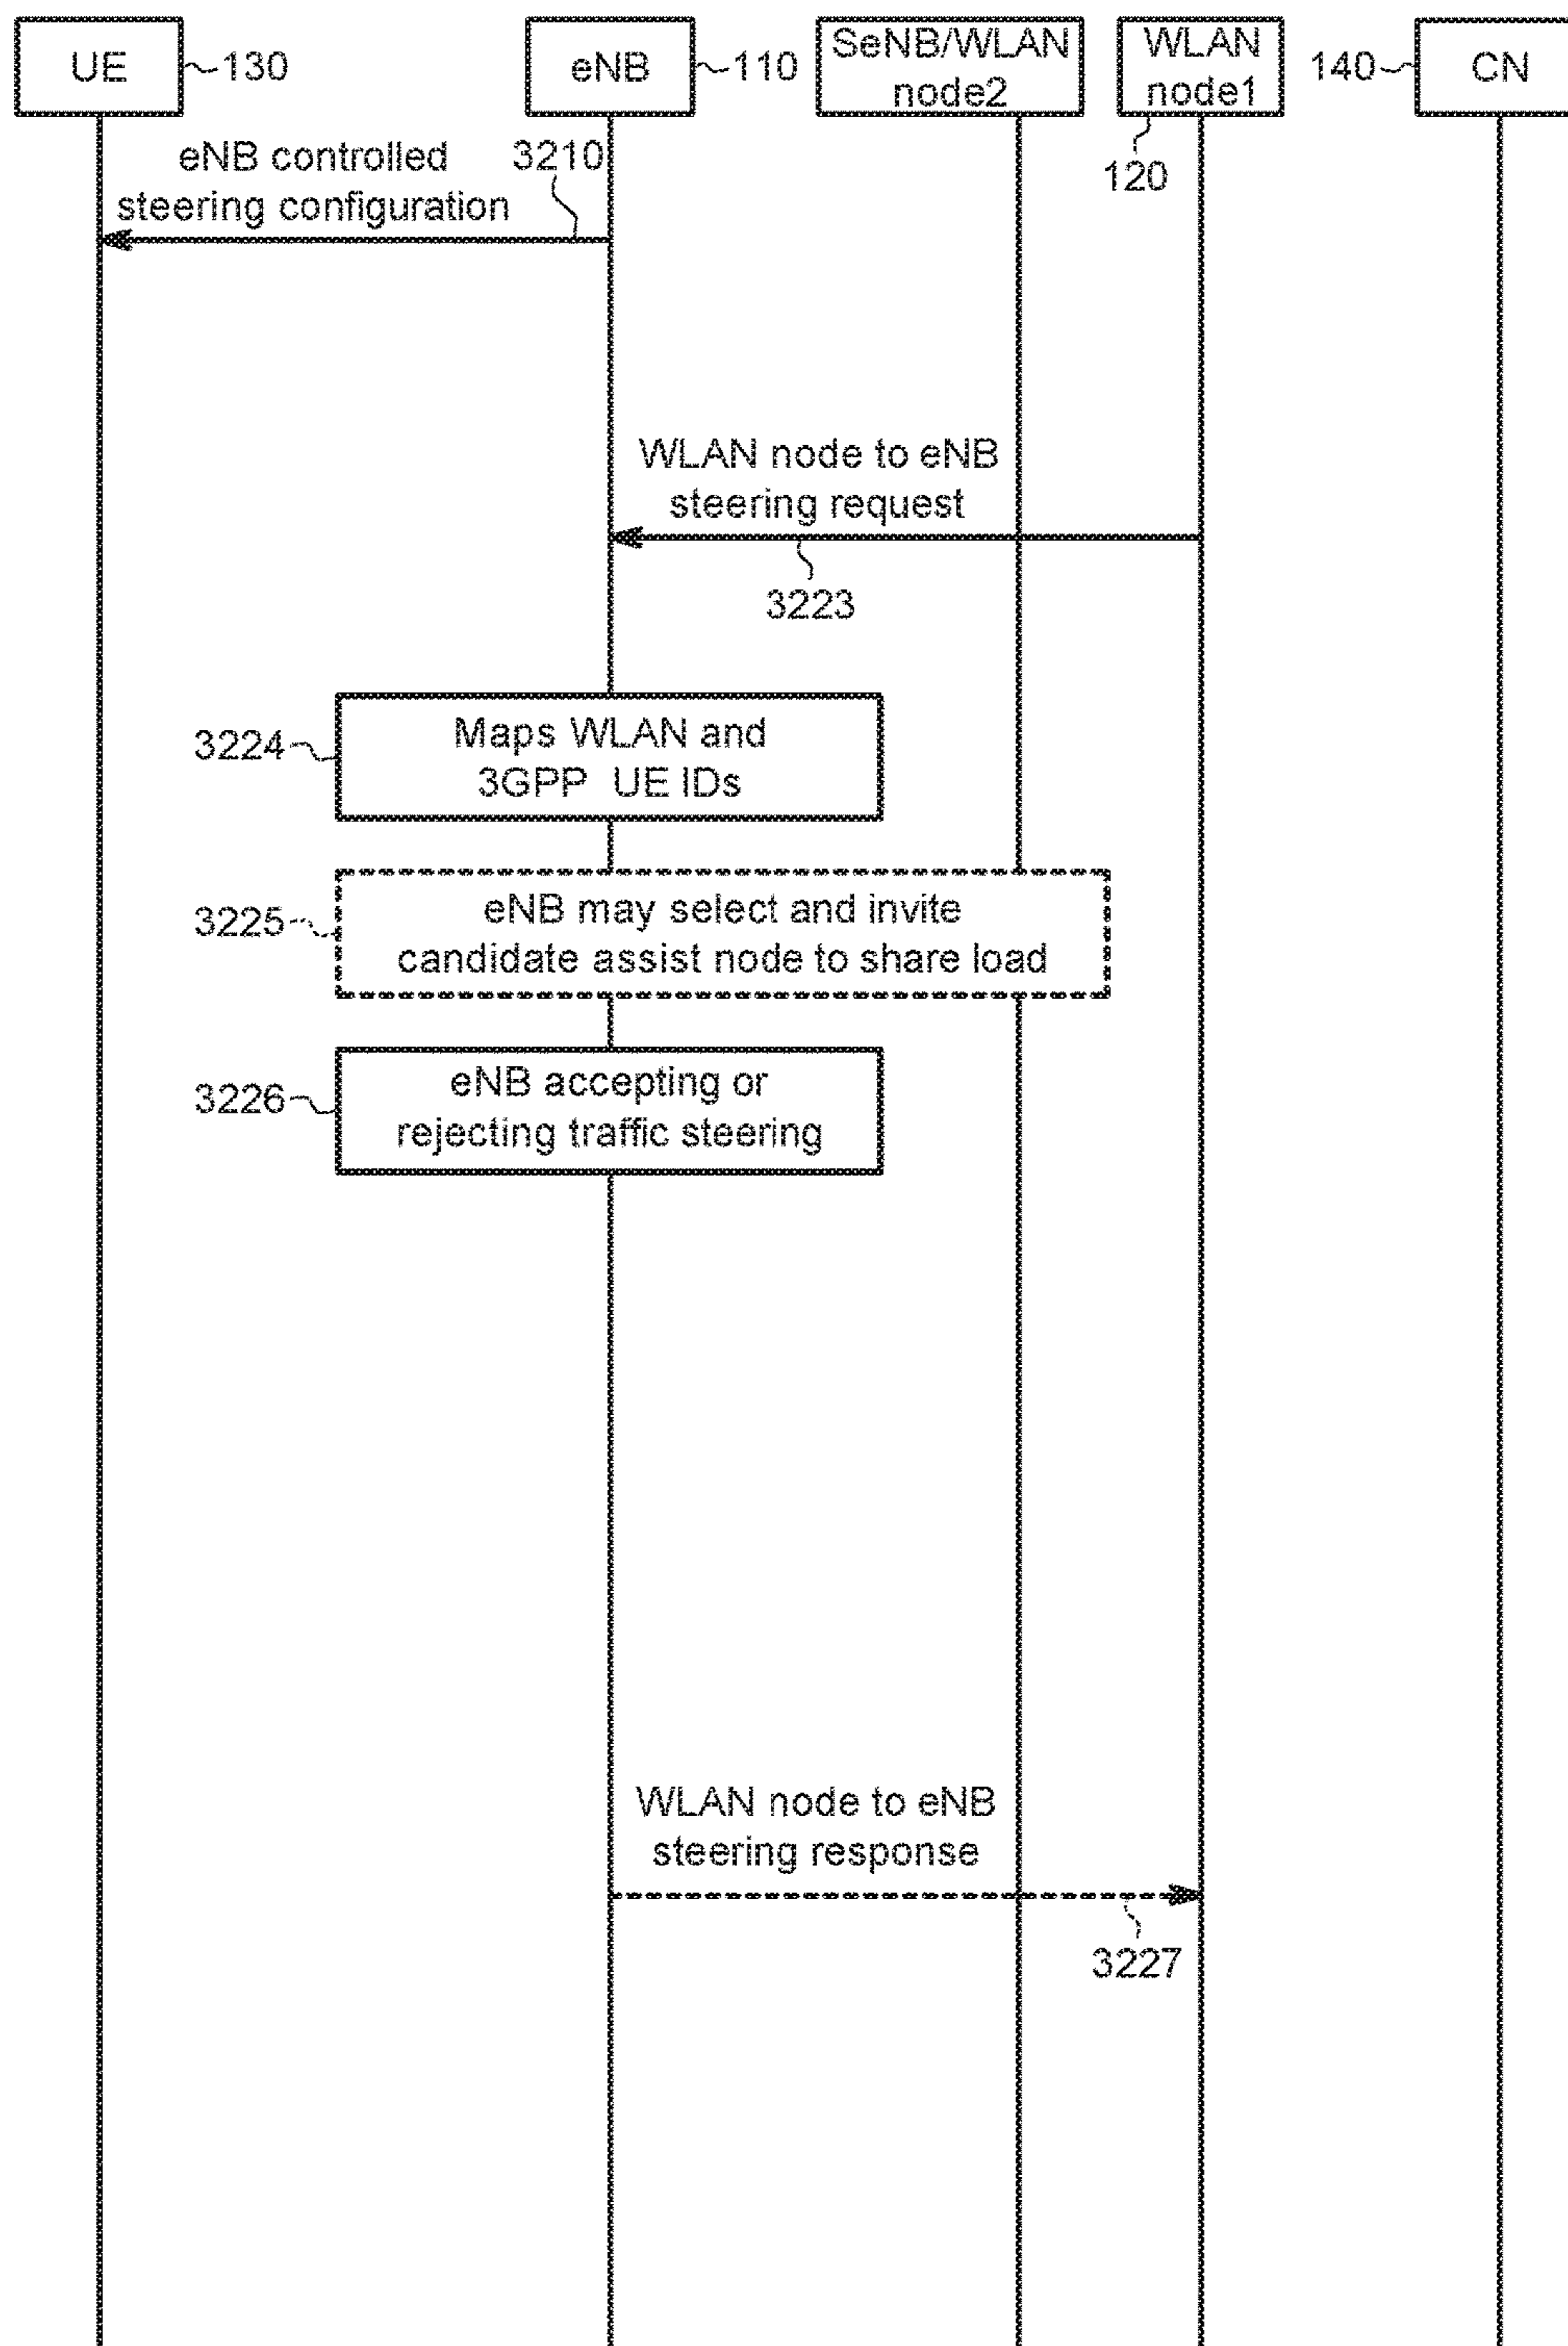 UE
130
eNB
110
SeNB/WLAN
node2
WLAN
node1
120
140
CN
eNB controlled
steering configuration
3210
WLAN node to eNB
steering request
3223
3224
Maps WLAN and
3GPP UE IDs
3225
eNB may select and invite
candidate assist node to share load
3226
eNB accepting or
rejecting traffic steering
WLAN node to eNB
steering response
3227